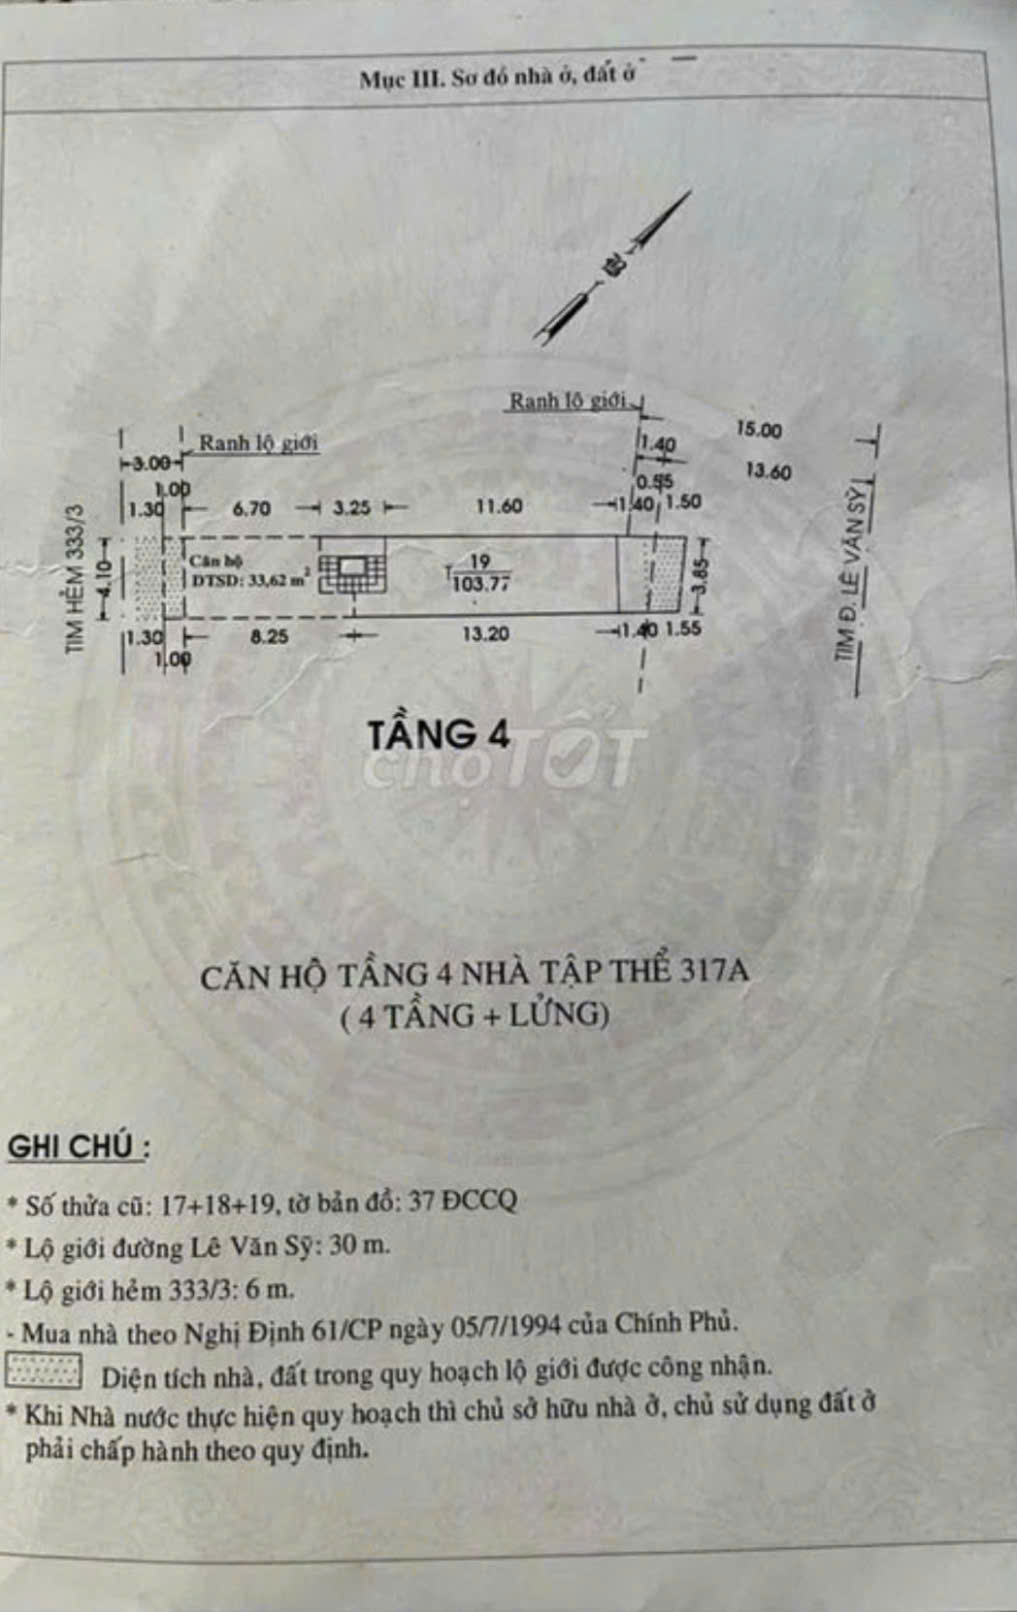 Mục III. Sơ đồ nhà ở, đất ở
Ranh lộ giới
15.00
Ranh lộ giới
1.40
13.60
3.00
0.55
1.00
1.30
6.70
3.25
11.60
1.40
1.50
TIM HẺM 333/3
4.10
Căn hộ
DTSD: 33,62 m²
T
19
103.77
3.85
TIM Đ. LÊ VĂN SỸ
1.30
8.25
13.20
1.40
1.55
1.00
TẦNG 4
chợTỐT
CĂN HỘ TẦNG 4 NHÀ TẬP THỂ 317A
( 4 TẦNG + LỬNG)
GHI CHÚ :
* Số thửa cũ: 17+18+19, tờ bản đồ: 37 ĐCCQ
* Lộ giới đường Lê Văn Sỹ: 30 m.
* Lộ giới hẻm 333/3: 6 m.
- Mua nhà theo Nghị Định 61/CP ngày 05/7/1994 của Chính Phủ.
Diện tích nhà, đất trong quy hoạch lộ giới được công nhận.
* Khi Nhà nước thực hiện quy hoạch thì chủ sở hữu nhà ở, chủ sử dụng đất ở
phải chấp hành theo quy định.